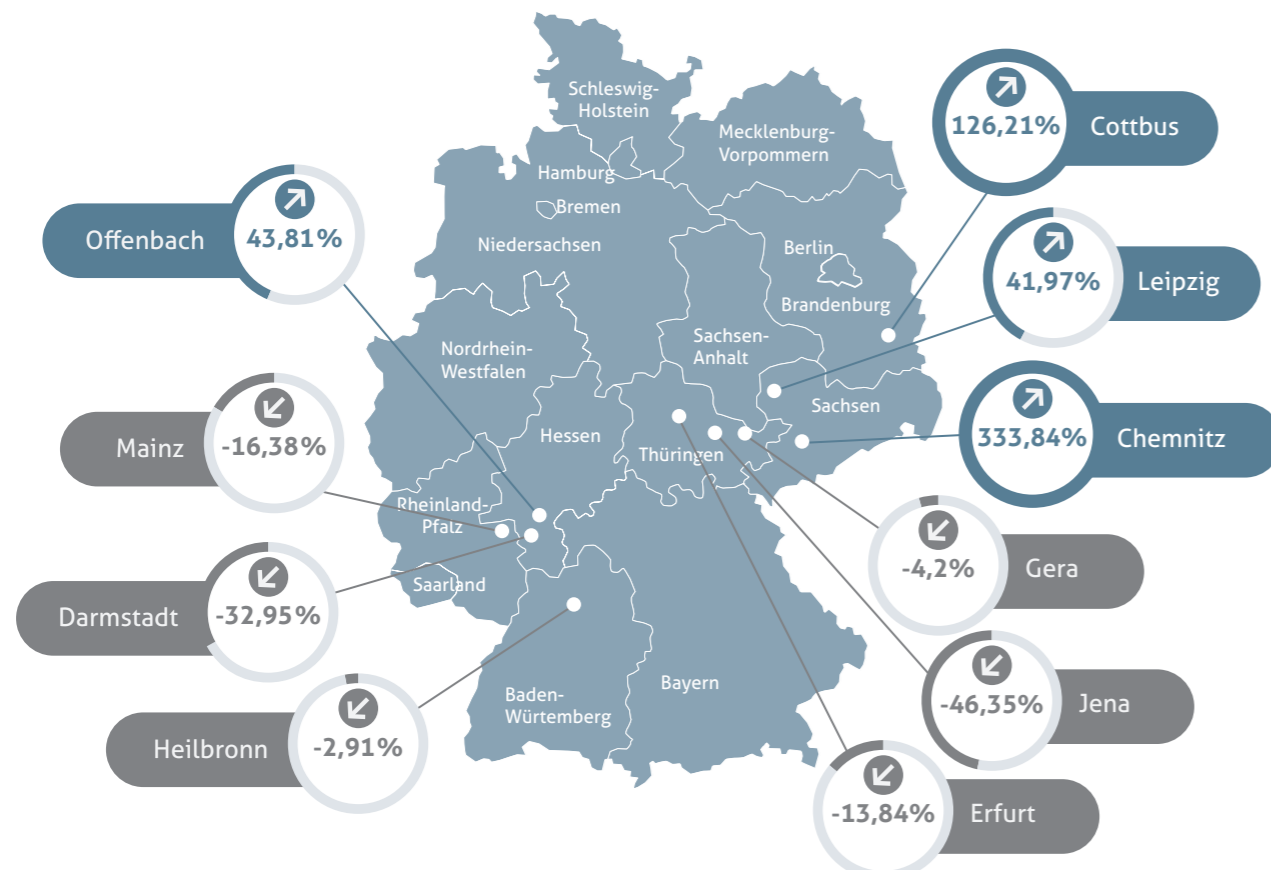 Schleswig-
Holstein
Mecklenburg-
Vorpommern
Hamburg
Bremen
Niedersachsen
Berlin
Brandenburg
Sachsen-
Anhalt
Nordrhein-
Westfalen
Sachsen
Hessen
Thüringen
Rheinland-
Pfalz
Saarland
Bayern
Baden-
Würtemberg
Offenbach
43,81%
Mainz
-16,38%
Darmstadt
-32,95%
Heilbronn
-2,91%
126,21%
Cottbus
41,97%
Leipzig
333,84%
Chemnitz
-4,2%
Gera
-46,35%
Jena
-13,84%
Erfurt